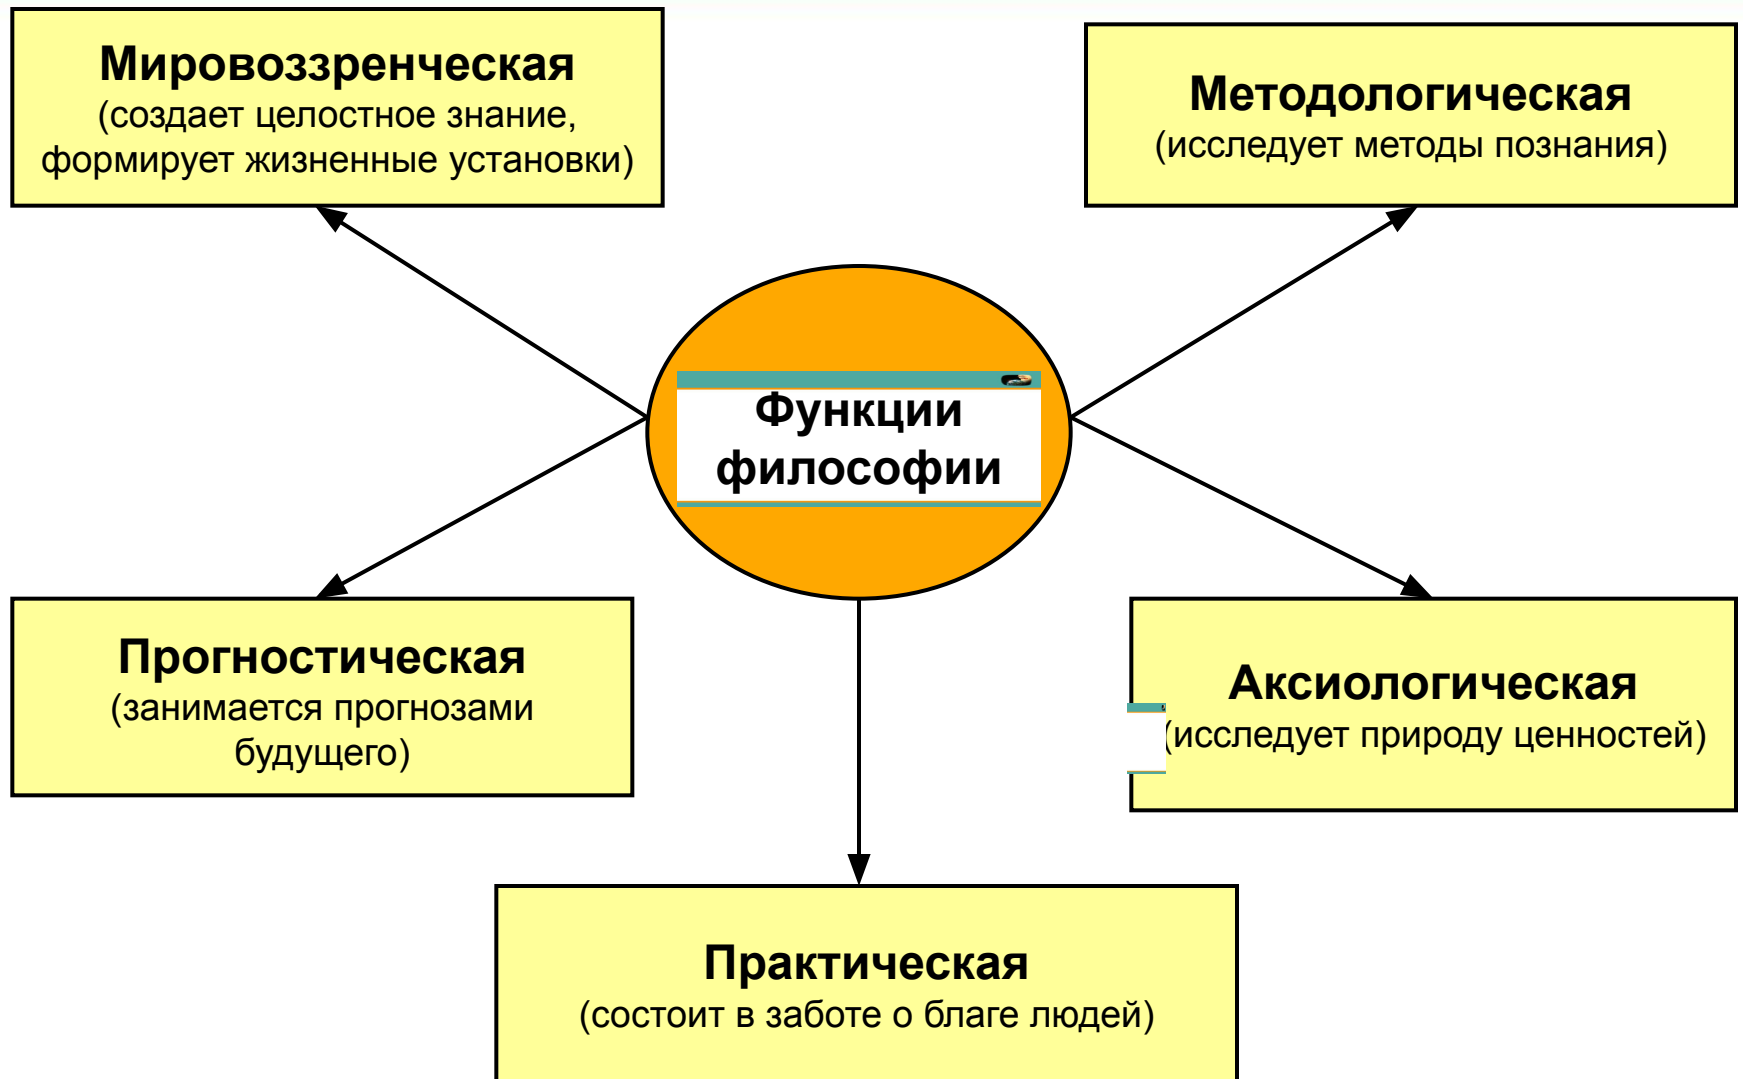 Мировоззренческая
(создает целостное знание,
формирует жизненные установки)
Методологическая
(исследует методы познания)
Функции
философии
Прогностическая
(занимается прогнозами
будущего)
Аксиологическая
(исследует природу ценностей)
Практическая
(состоит в заботе о благе людей)